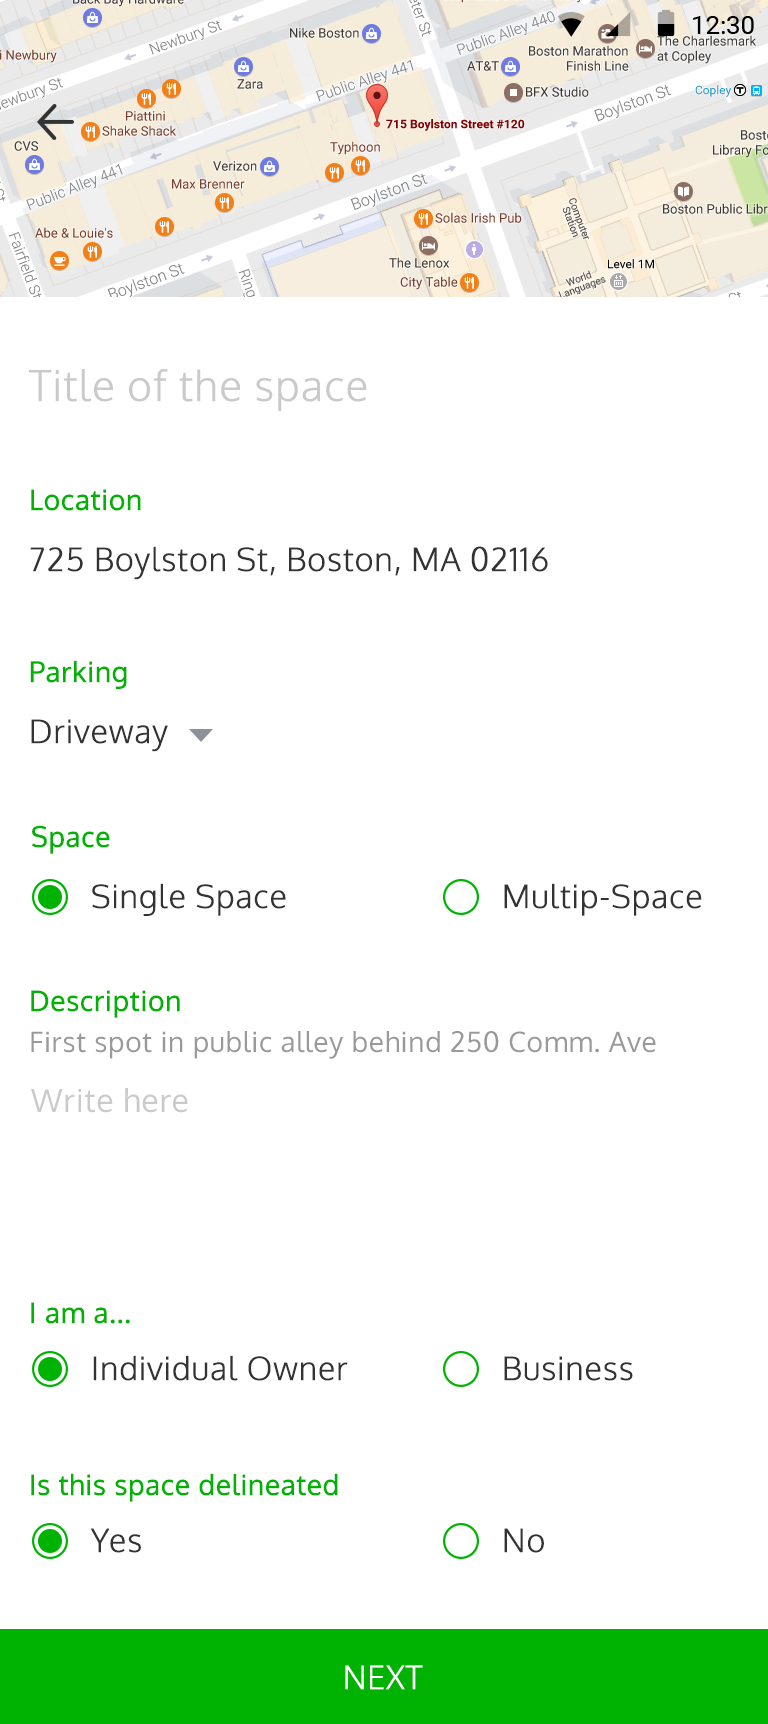 Back Bay Hardware
Newbury St
Nike Boston
Public Alley 440
12:30
The Charlesmark
at Copley
Boston Marathon
Finish Line
i Newbury
Zara
Public Alley 441
AT&T
BFX Studio
Copley
ewbury St
Piattini
Shake Shack
715 Boylston Street #120
Boylston St
CVS
Typhoon
Bost
Library Fo
Verizon
Public Alley 441
Max Brenner
Boylston St
Computer
Station
Boston Public Libr
Solas Irish Pub
Abe & Louie's
Fairfield St
The Lenox
Level 1M
World
Languages
City Table
Boylston St
Ring
Title of the space
Location
725 Boylston St, Boston, MA 02116
Parking
Driveway
Space
Single Space
Multip-Space
Description
First spot in public alley behind 250 Comm. Ave
Write here
I am a...
Individual Owner
Business
Is this space delineated
Yes
No
NEXT